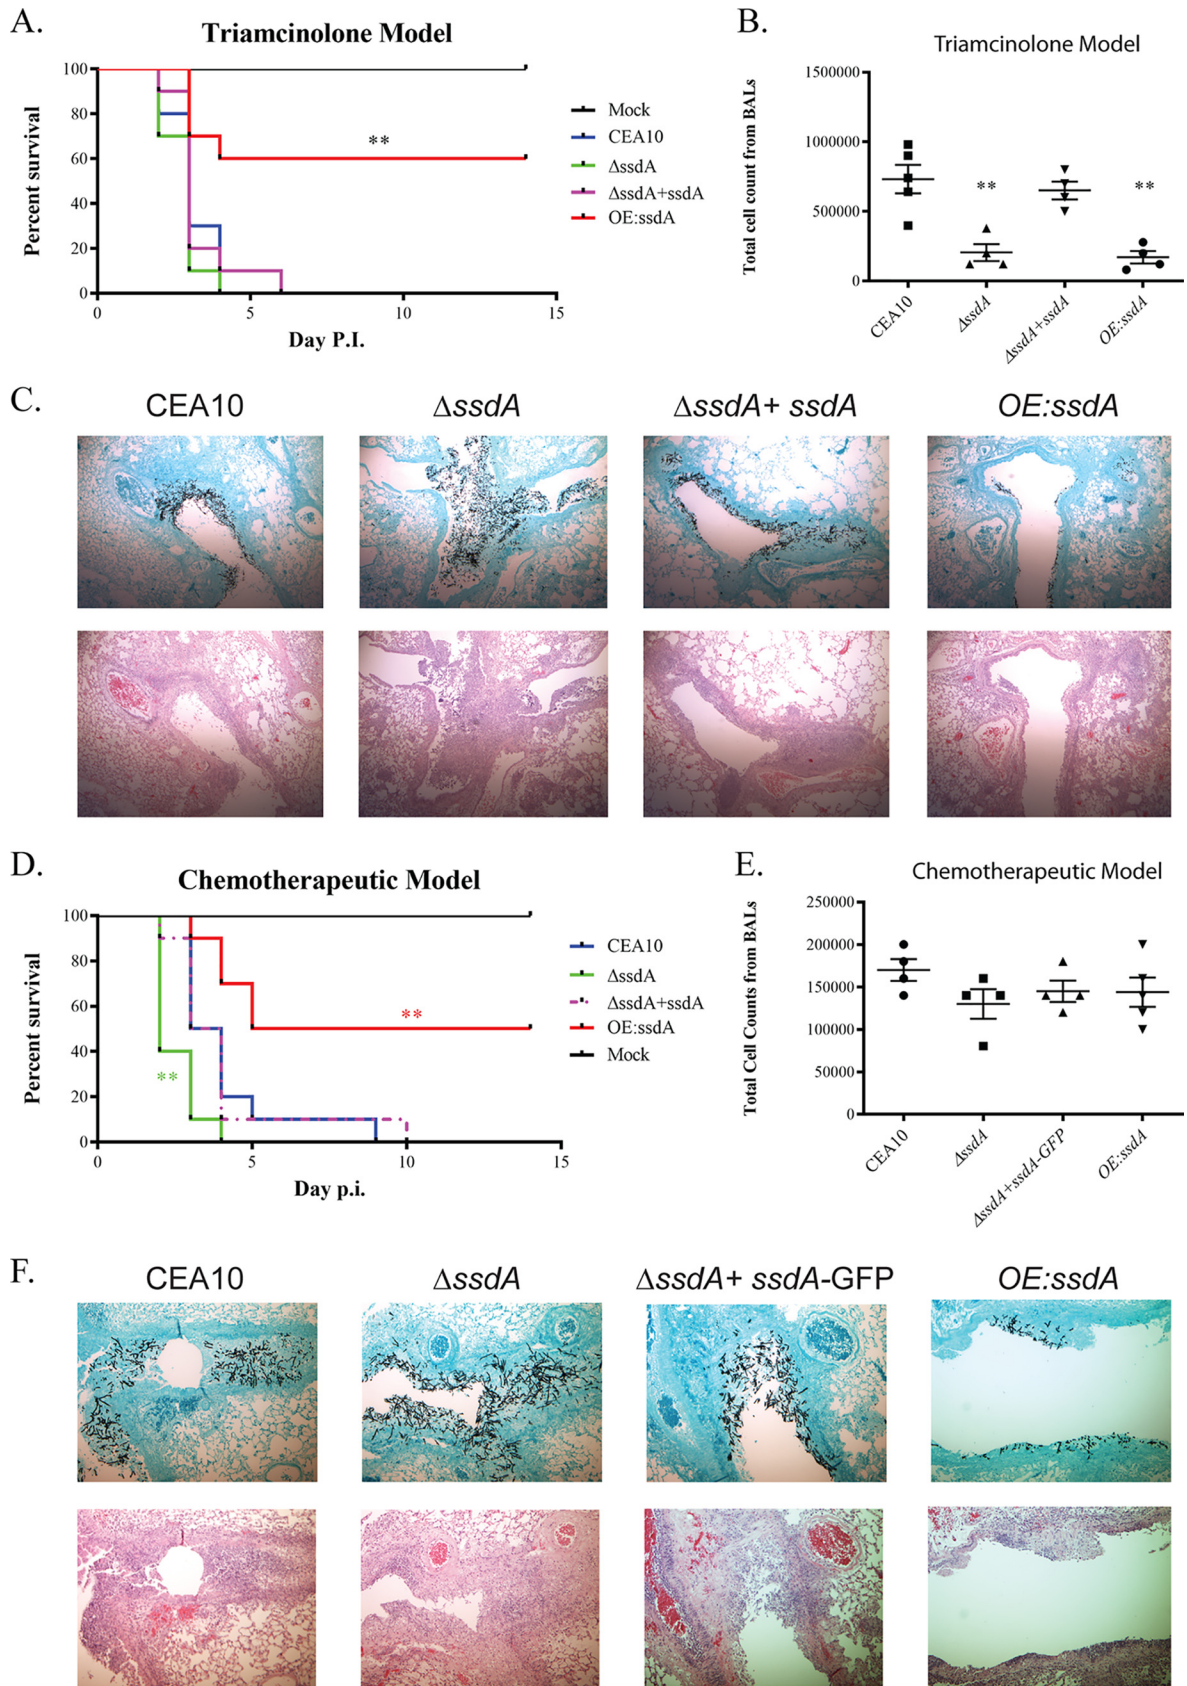 A.
Triamcinolone Model
Percent survival
100
80
60
40
20
0
**
0 5 10 15
Day P.I.
Mock
CEA10
ΔssdA
ΔssdA+ssdA
OE:ssdA
B.
Triamcinolone Model
Total cell count from BALs
1500000
1000000
500000
0
** **
CEA10
ΔssdA
ΔssdA+ssdA
OE:ssdA
C.
CEA10 ΔssdA ΔssdA+ ssdA OE:ssdA
D.
Chemotherapeutic Model
Percent survival
100
80
60
40
20
0
**
**
0 5 10 15
Day p.i.
CEA10
ΔssdA
ΔssdA+ssdA
OE:ssdA
Mock
E.
Chemotherapeutic Model
Total Cell Counts from BALs
250000
200000
150000
100000
50000
0
CEA10
ΔssdA
ΔssdA+ssdA-GFP
OE:ssdA
F.
CEA10 ΔssdA ΔssdA+ ssdA-GFP OE:ssdA